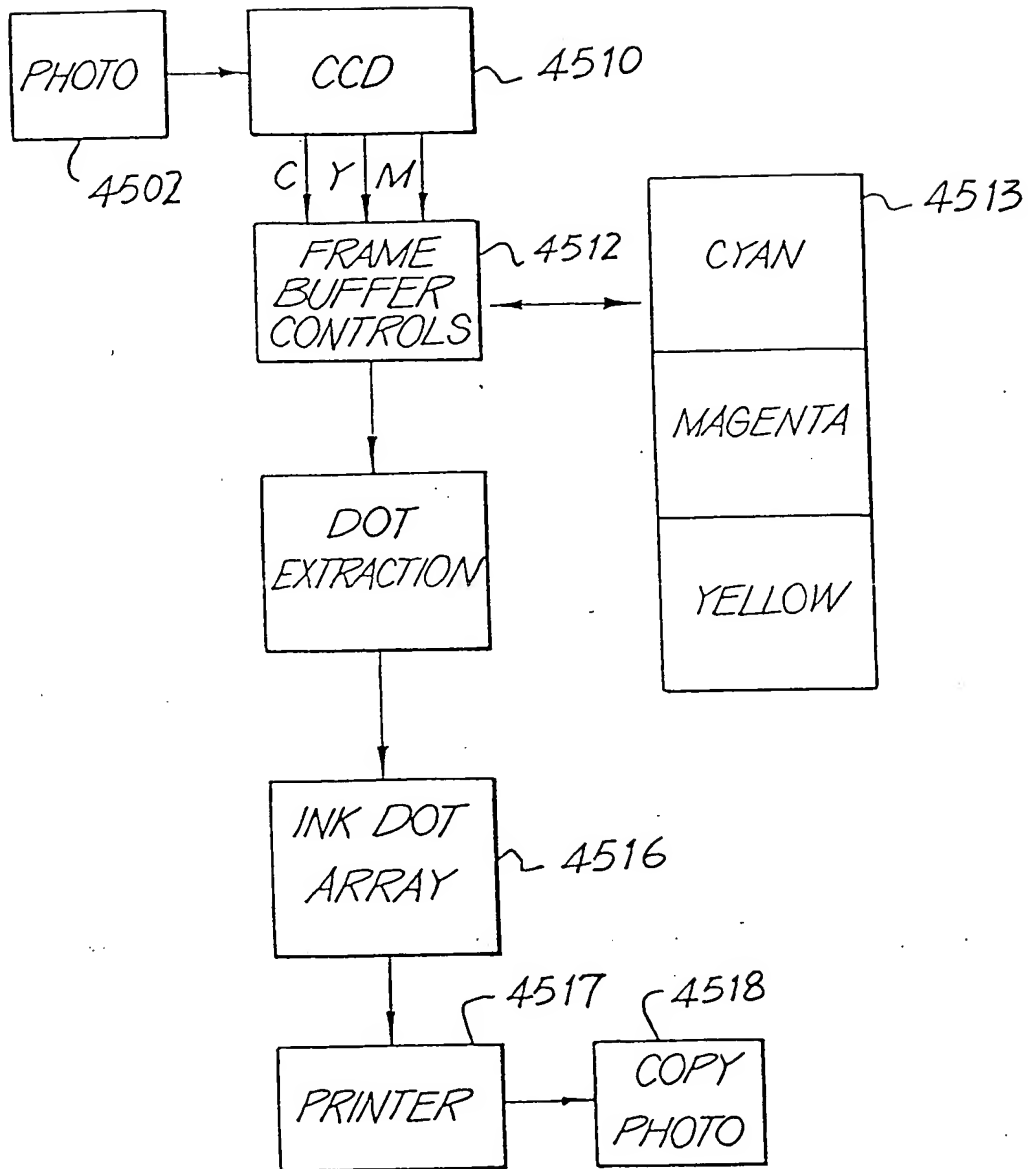 PHOTO
CCD
4510
4502
C Y M
FRAME
BUFFER
CONTROLS
4512
4513
CYAN
MAGENTA
YELLOW
DOT
EXTRACTION
INK DOT
ARRAY
4516
4517
PRINTER
4518
COPY
PHOTO